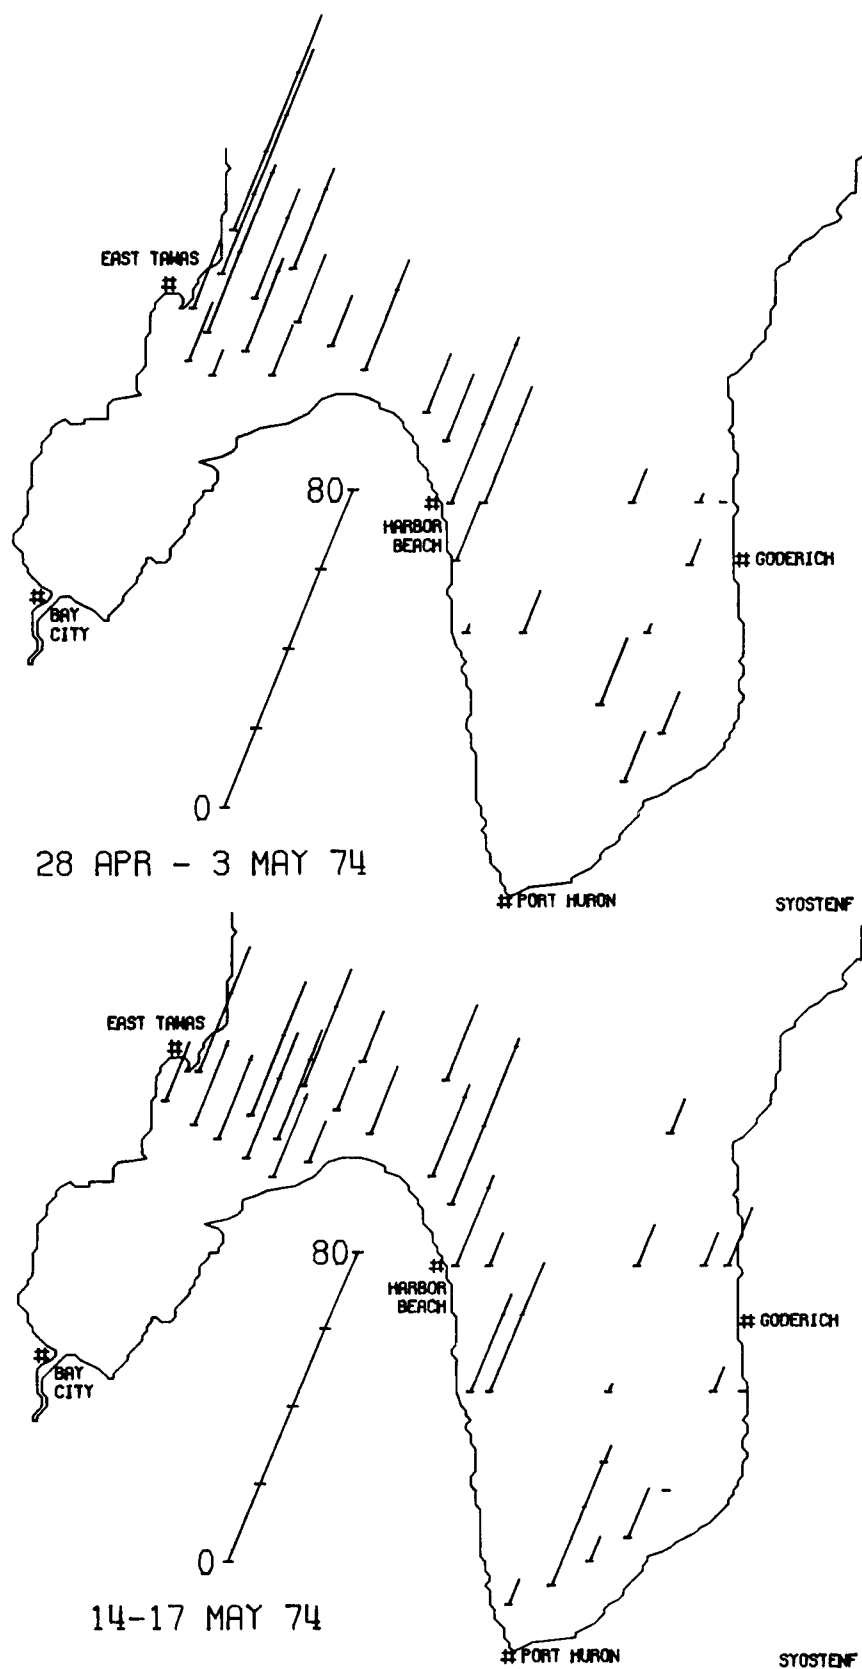 EAST TAWAS
#
80
#
HARBOR
BEACH
# GODERICH
#
BAY
CITY
0
28 APR - 3 MAY 74
# PORT HURON
SYOSTENF
EAST TAWAS
#
80
#
HARBOR
BEACH
# GODERICH
#
BAY
CITY
0
14-17 MAY 74
# PORT HURON
SYOSTENF